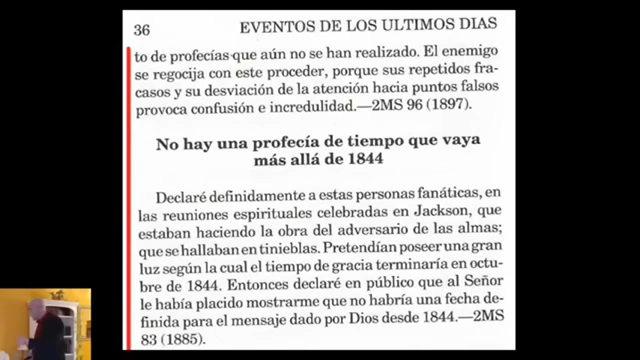 36 EVENTOS DE LOS ULTIMOS DIAS
to de profecías que aún no se han realizado. El enemigo
se regocija con este proceder, porque sus repetidos fra-
casos y su desviación de la atención hacia puntos falsos
provoca confusión e incredulidad.—2MS 96 (1897).
No hay una profecía de tiempo que vaya
más allá de 1844
Declaré definidamente a estas personas fanáticas, en
las reuniones espirituales celebradas en Jackson, que
estaban haciendo la obra del adversario de las almas;
que se hallaban en tinieblas. Pretendían poseer una gran
luz según la cual el tiempo de gracia terminaría en octu-
bre de 1844. Entonces declaré en público que al Señor
le había placido mostrarme que no habría una fecha de-
finida para el mensaje dado por Dios desde 1844.—2MS
83 (1885).